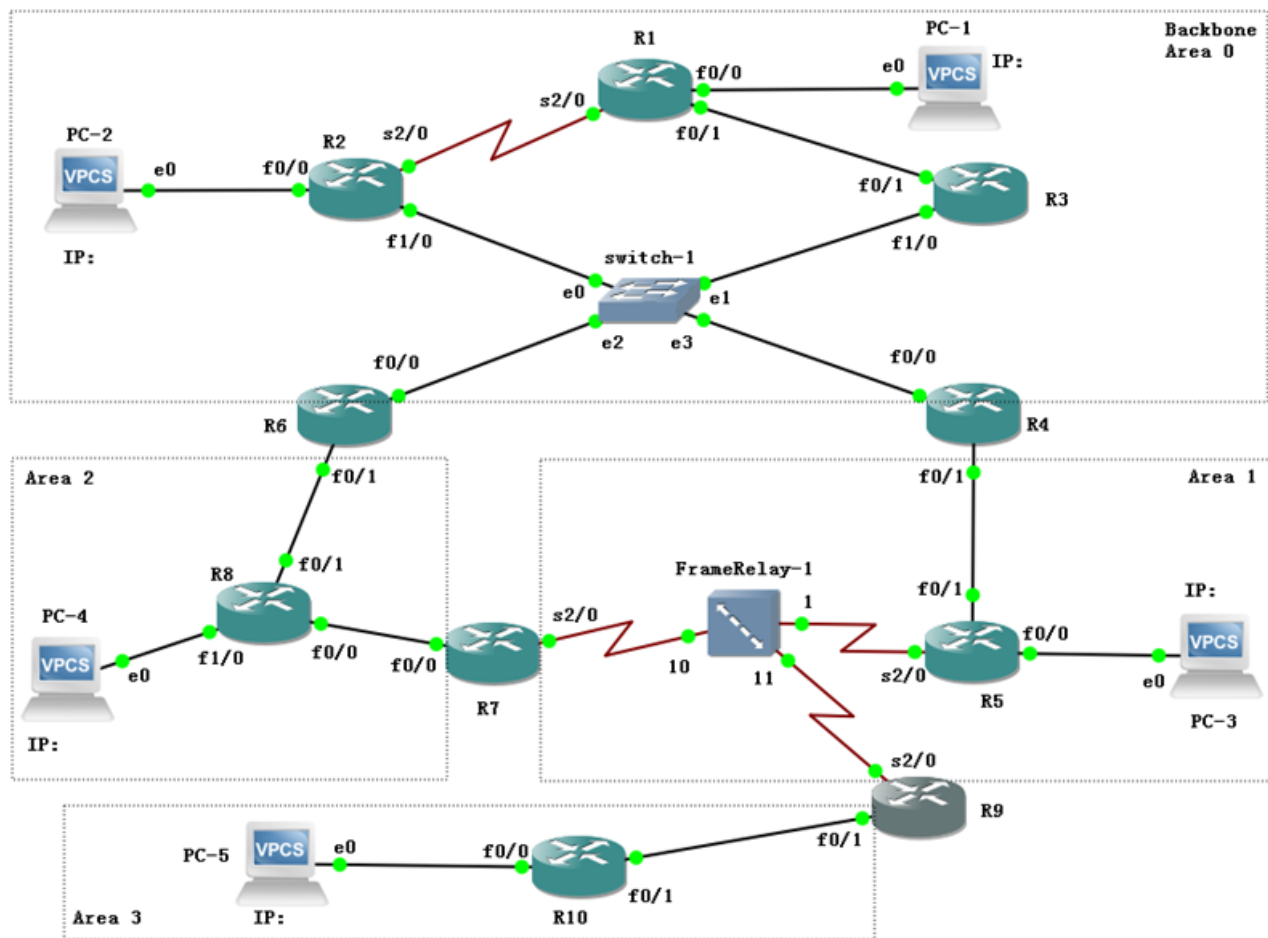 Backbone
Area 0
PC-1
IP:
VPCS
e0
R1
f0/0
s2/0
f0/1
PC-2
VPCS
e0
IP:
s2/0
R2
f0/0
f1/0
f0/1
R3
f1/0
switch-1
e0
e1
e2
e3
f0/0
R6
f0/1
f0/0
R4
f0/1
Area 2
R8
f0/1
PC-4
VPCS
e0
IP:
f1/0
f0/0
f0/0
R7
s2/0
Area 1
FrameRelay-1
1
10
11
f0/1
f0/0
s2/0
R5
IP:
VPCS
e0
PC-3
s2/0
R9
f0/1
PC-5
VPCS
e0
IP:
f0/0
R10
f0/1
Area 3